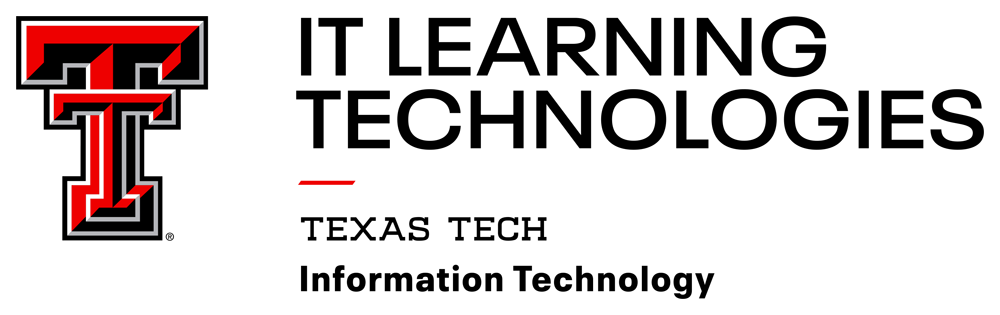 IT LEARNING
TECHNOLOGIES
TEXAS TECH
Information Technology
®